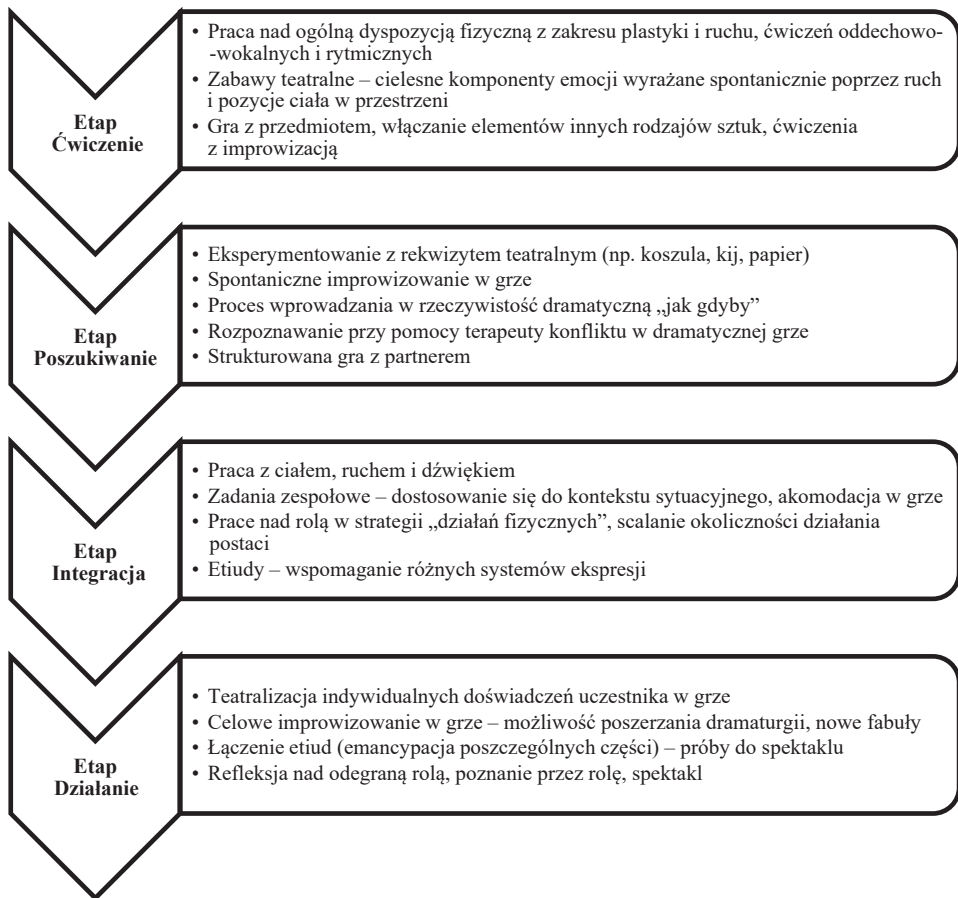 Etap
Ćwiczenie
• Praca nad ogólną dyspozycją fizyczną z zakresu plastyki i ruchu, ćwiczeń oddechowo-
-wokalnych i rytmicznych
• Zabawy teatralne – cielesne komponenty emocji wyrażane spontanicznie poprzez ruch
i pozycje ciała w przestrzeni
• Gra z przedmiotem, włączanie elementów innych rodzajów sztuk, ćwiczenia
z improwizacją
Etap
Poszukiwanie
• Eksperymentowanie z rekwizytem teatralnym (np. koszula, kij, papier)
• Spontaniczne improwizowanie w grze
• Proces wprowadzania w rzeczywistość dramatyczną „jak gdyby”
• Rozpoznawanie przy pomocy terapeuty konfliktu w dramatycznej grze
• Strukturowana gra z partnerem
Etap
Integracja
• Praca z ciałem, ruchem i dźwiękiem
• Zadania zespołowe – dostosowanie się do kontekstu sytuacyjnego, akomodacja w grze
• Prace nad rolą w strategii „działań fizycznych”, scalanie okoliczności działania
postaci
• Etiudy – wspomaganie różnych systemów ekspresji
Etap
Działanie
• Teatralizacja indywidualnych doświadczeń uczestnika w grze
• Celowe improwizowanie w grze – możliwość poszerzania dramaturgii, nowe fabuły
• Łączenie etiud (emancypacja poszczególnych części) – próby do spektaklu
• Refleksja nad odegraną rolą, poznanie przez rolę, spektakl